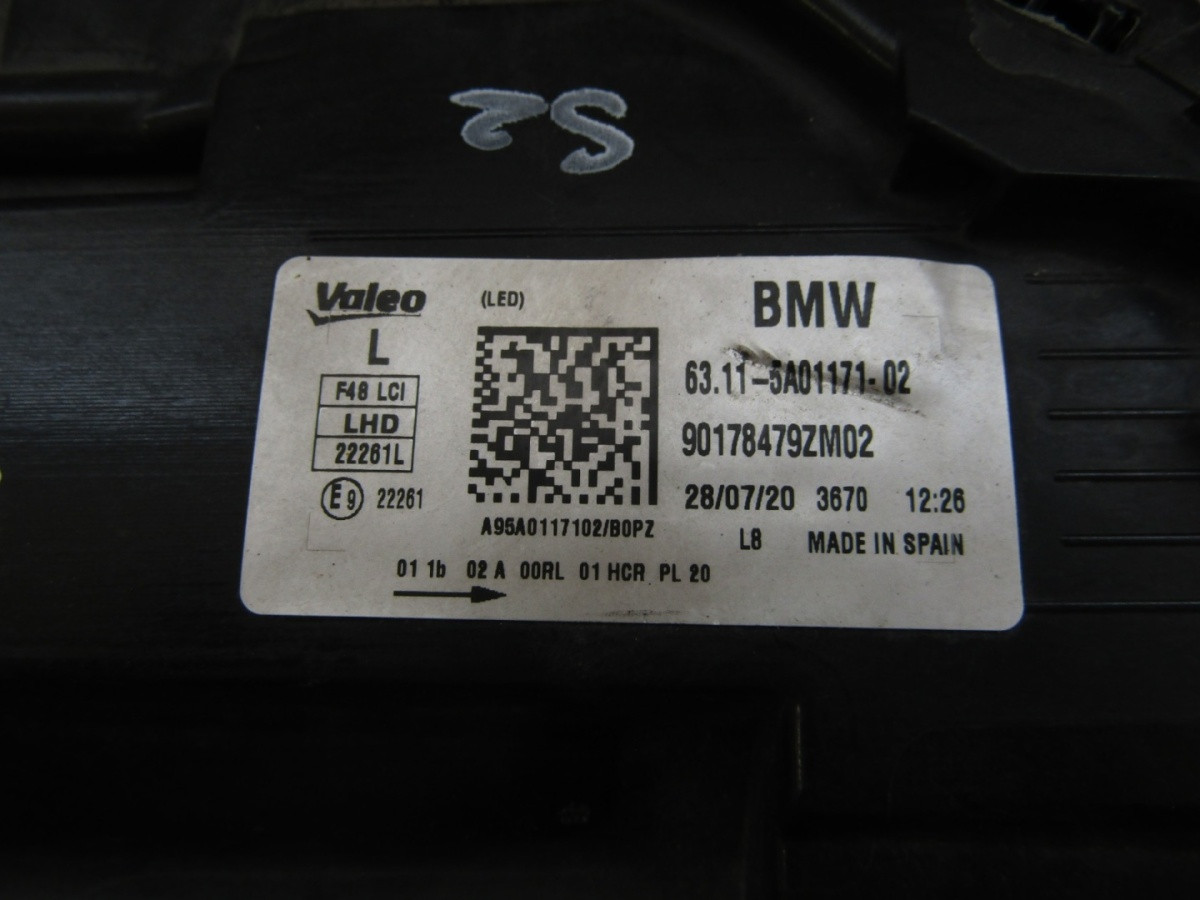 S2
Valeo
(LED)
BMW
L
63.11-5A01171-02
F48 LCI
LHD
22261L
90178479ZM02
E9 22261
28/07/20 3670 12:26
A95A0117102/B0PZ
L8 MADE IN SPAIN
01 1b 02 A 00RL 01 HCR PL 20